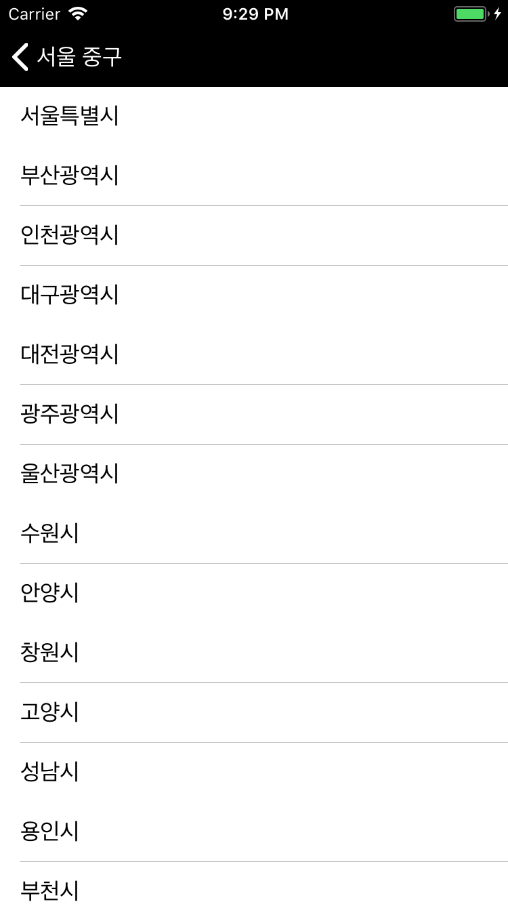 Carrier 9:29 PM
서울 중구
서울특별시
부산광역시
인천광역시
대구광역시
대전광역시
광주광역시
울산광역시
수원시
안양시
창원시
고양시
성남시
용인시
부천시